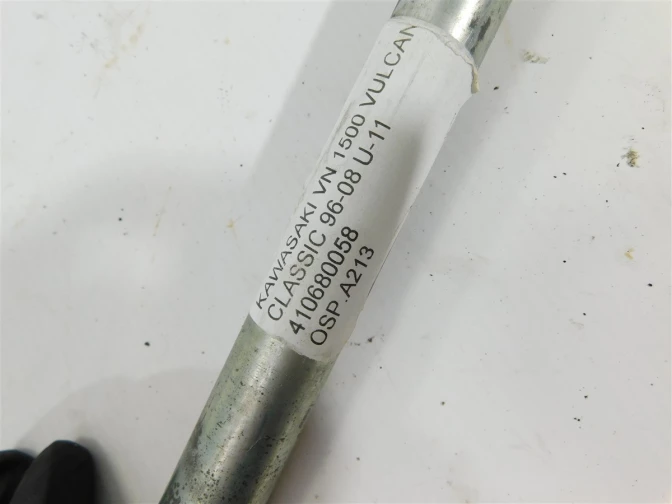 KAWASAKI VN 1500 VULCAN
CLASSIC 96-08 U-11
410680058
OSP. A213